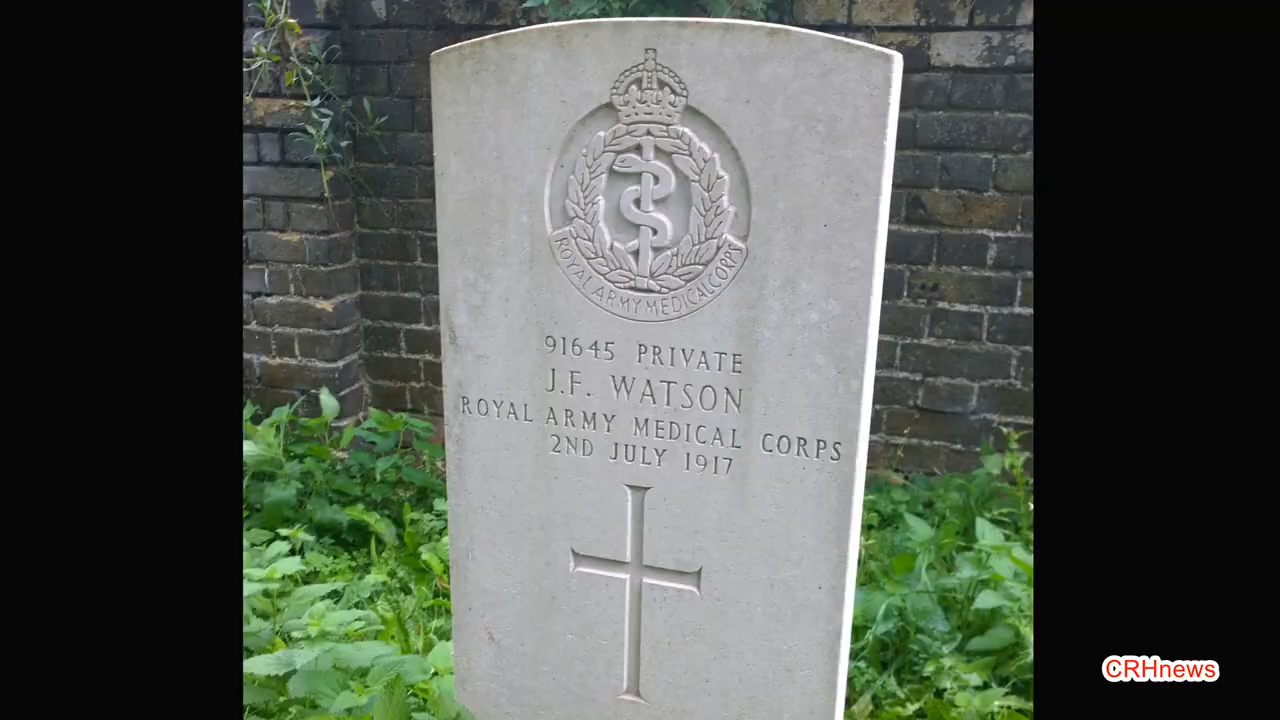 ROYAL ARMY MEDICAL CORPS
91645 PRIVATE
J.F. WATSON
ROYAL ARMY MEDICAL CORPS
2ND JULY 1917
CRHnews